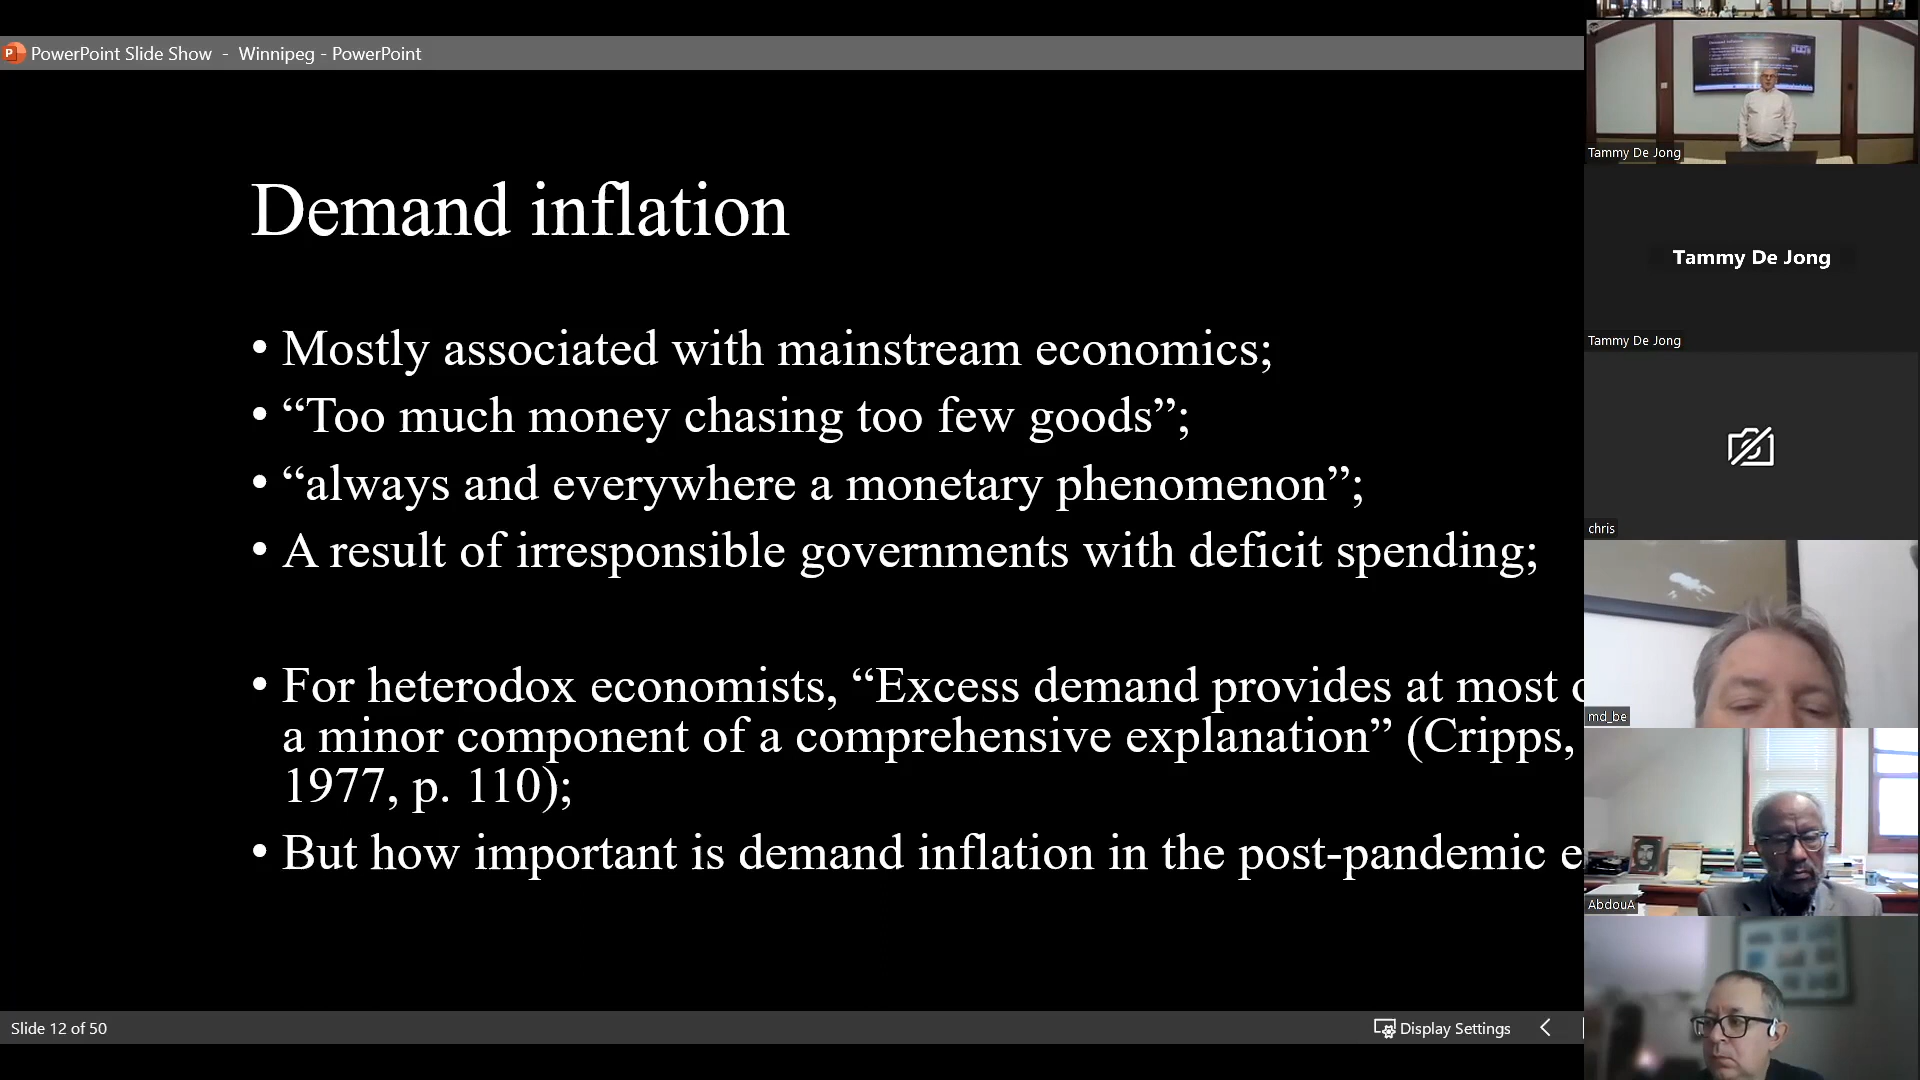 PowerPoint Slide Show - Winnipeg - PowerPoint
Demand inflation
• Mostly associated with mainstream economics;
• “Too much money chasing too few goods”;
• “always and everywhere a monetary phenomenon”;
• A result of irresponsible governments with deficit spending;
• For heterodox economists, “Excess demand provides at most
a minor component of a comprehensive explanation” (Cripps,
1977, p. 110);
• But how important is demand inflation in the post-pandemic
Slide 12 of 50
Display Settings
Tammy De Jong
Tammy De Jong
Tammy De Jong
chris
md_be
AbdouA